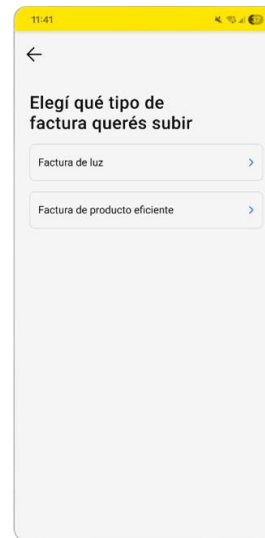 11:41
Elegí qué tipo de
factura querés subir
Factura de luz
Factura de producto eficiente